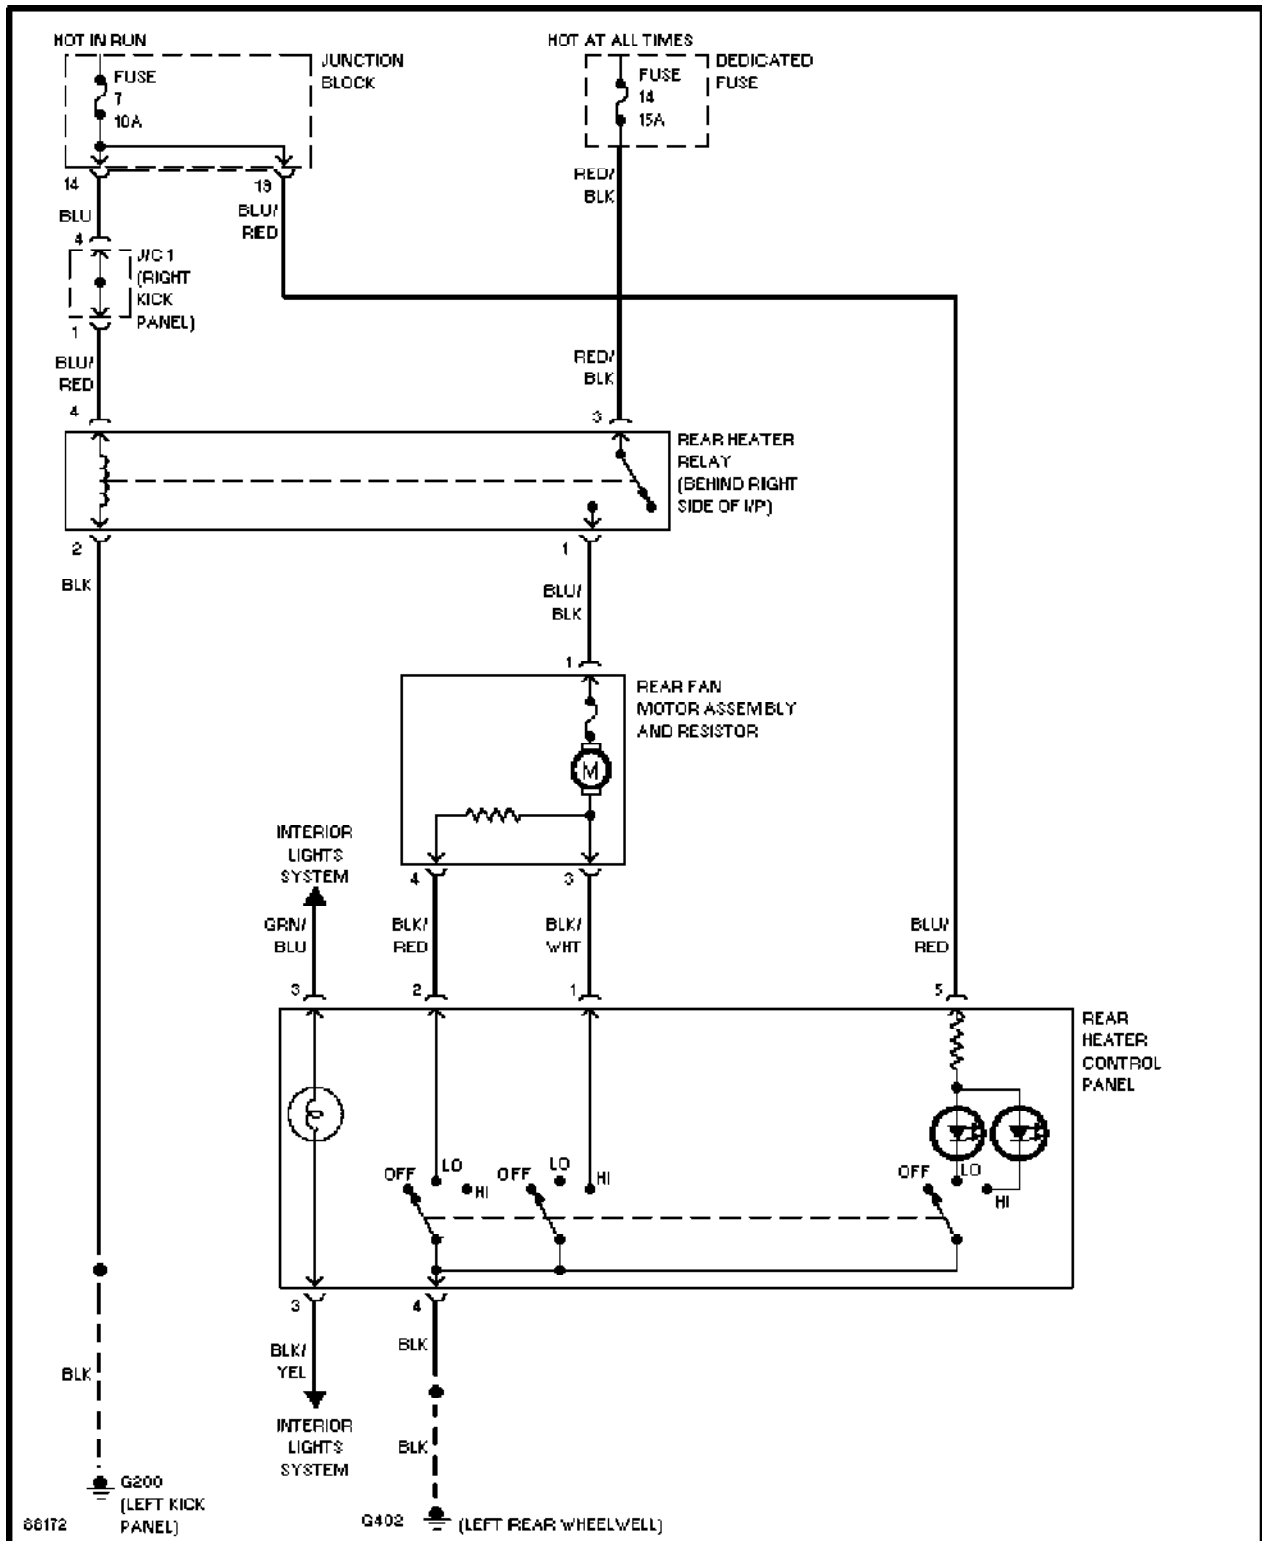 HOT IN RUN
HOT AT ALL TIMES
JUNCTION
BLOCK
FUSE
7
10A
DEDICATED
FUSE
FUSE
14
15A
14
18
RED/
BLK
BLU
BLU/
RED
4
J/C 1
(RIGHT
KICK
PANEL)
1
BLU/
RED
RED/
BLK
4
3
REAR HEATER
RELAY
(BEHIND RIGHT
SIDE OF I/P)
2
1
BLK
BLU/
BLK
1
REAR FAN
MOTOR ASSEMBLY
AND RESISTOR
M
INTERIOR
LIGHTS
SYSTEM
4
3
GRN/
BLU
BLK/
RED
BLK/
WHT
BLU/
RED
3
2
1
5
REAR
HEATER
CONTROL
PANEL
OFF
LO
HI
OFF
LO
HI
OFF
LO
HI
3
4
BLK/
YEL
BLK
BLK
INTERIOR
LIGHTS
SYSTEM
BLK
G200
(LEFT KICK
PANEL)
88172
G402
(LEFT REAR WHEELWELL)